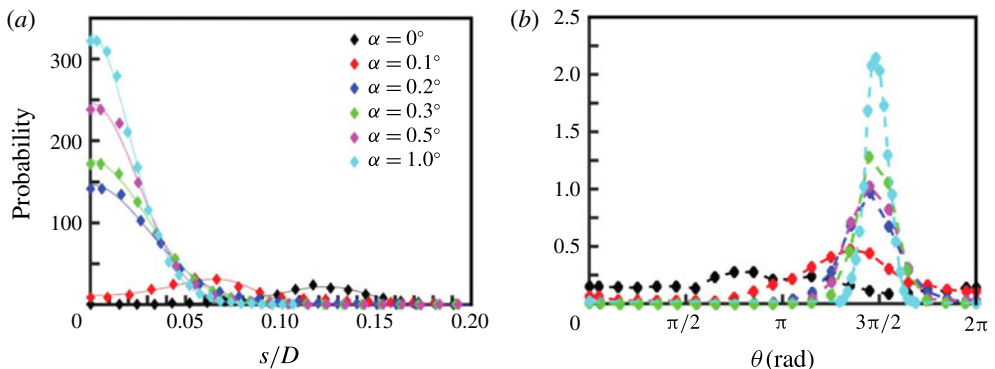 (a)
Probability
300
200
100
0
0.05
0.10
0.15
0.20
s/D
α = 0°
α = 0.1°
α = 0.2°
α = 0.3°
α = 0.5°
α = 1.0°
(b)
2.5
2.0
1.5
1.0
0.5
0
π/2
π
3π/2
2π
θ (rad)